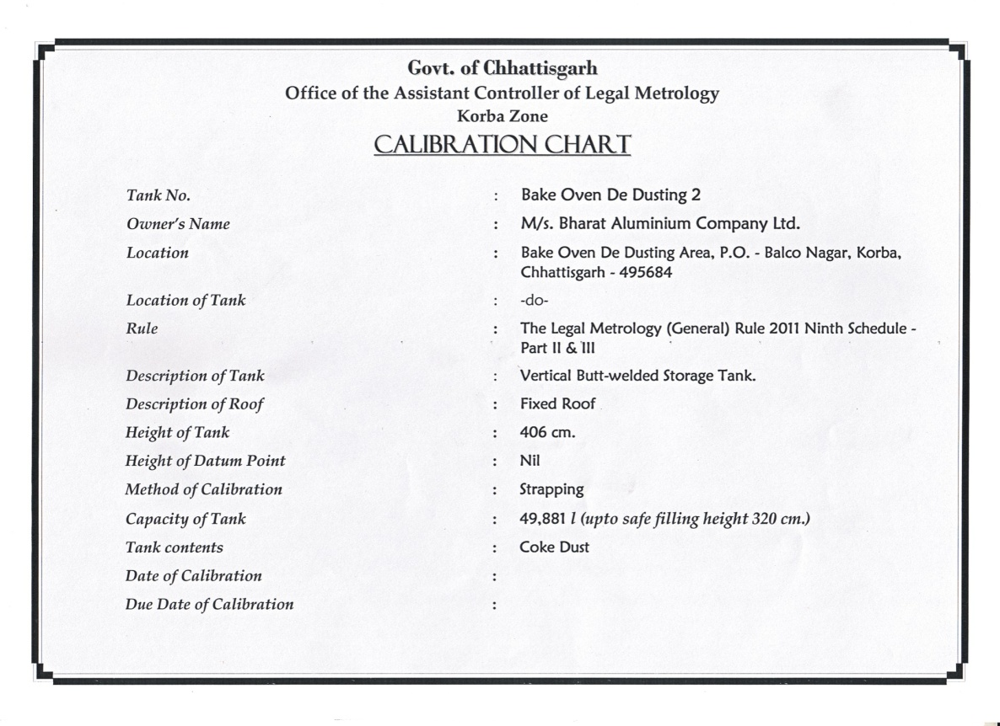 Govt. of Chhattisgarh
Office of the Assistant Controller of Legal Metrology
Korba Zone
CALIBRATION CHART
Tank No. : Bake Oven De Dusting 2
Owner's Name : M/s. Bharat Aluminium Company Ltd.
Location : Bake Oven De Dusting Area, P.O. - Balco Nagar, Korba,
Chhattisgarh - 495684
Location of Tank : -do-
Rule : The Legal Metrology (General) Rule 2011 Ninth Schedule -
Part II & III
Description of Tank : Vertical Butt-welded Storage Tank.
Description of Roof : Fixed Roof
Height of Tank : 406 cm.
Height of Datum Point : Nil
Method of Calibration : Strapping
Capacity of Tank : 49,881 l (upto safe filling height 320 cm.)
Tank contents : Coke Dust
Date of Calibration :
Due Date of Calibration :